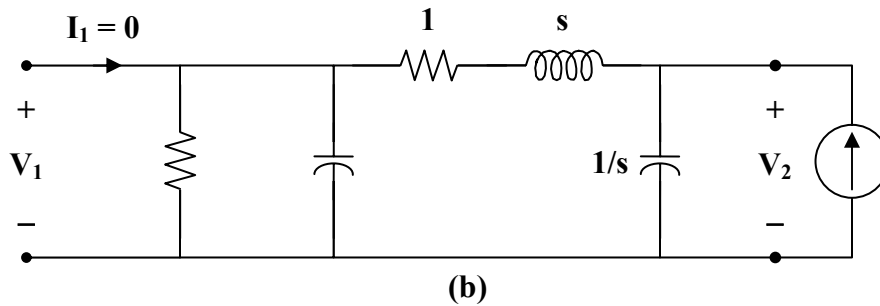 I₁ = 0
1
s
+
V₁
–
1/s
+
V₂
–
(b)